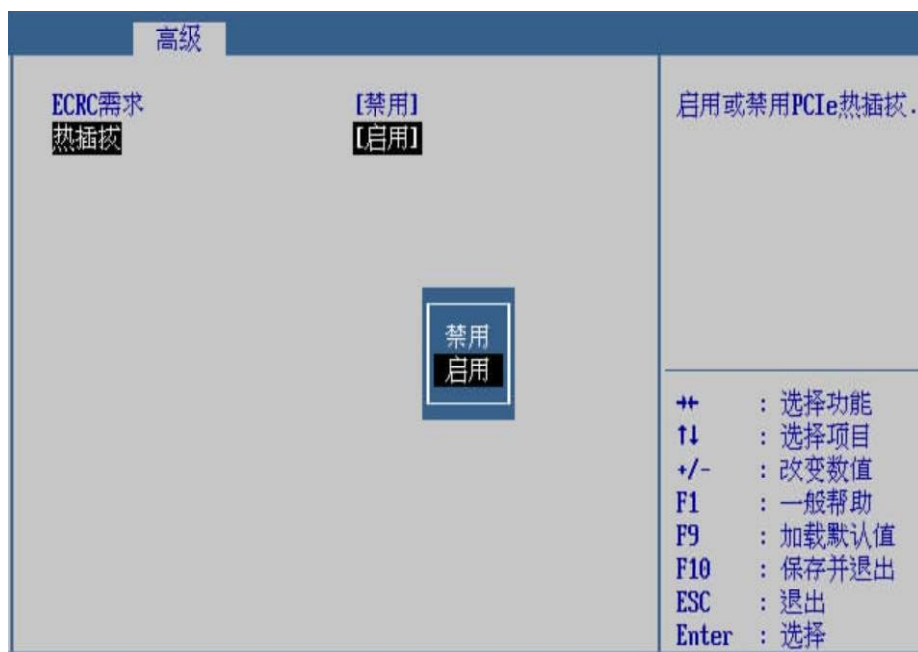 高级
ECRC需求 [禁用]
热插拔 [启用]
禁用
启用
启用或禁用PCIe热插拔.
→← : 选择功能
↑↓ : 选择项目
+/- : 改变数值
F1 : 一般帮助
F9 : 加载默认值
F10 : 保存并退出
ESC : 退出
Enter : 选择